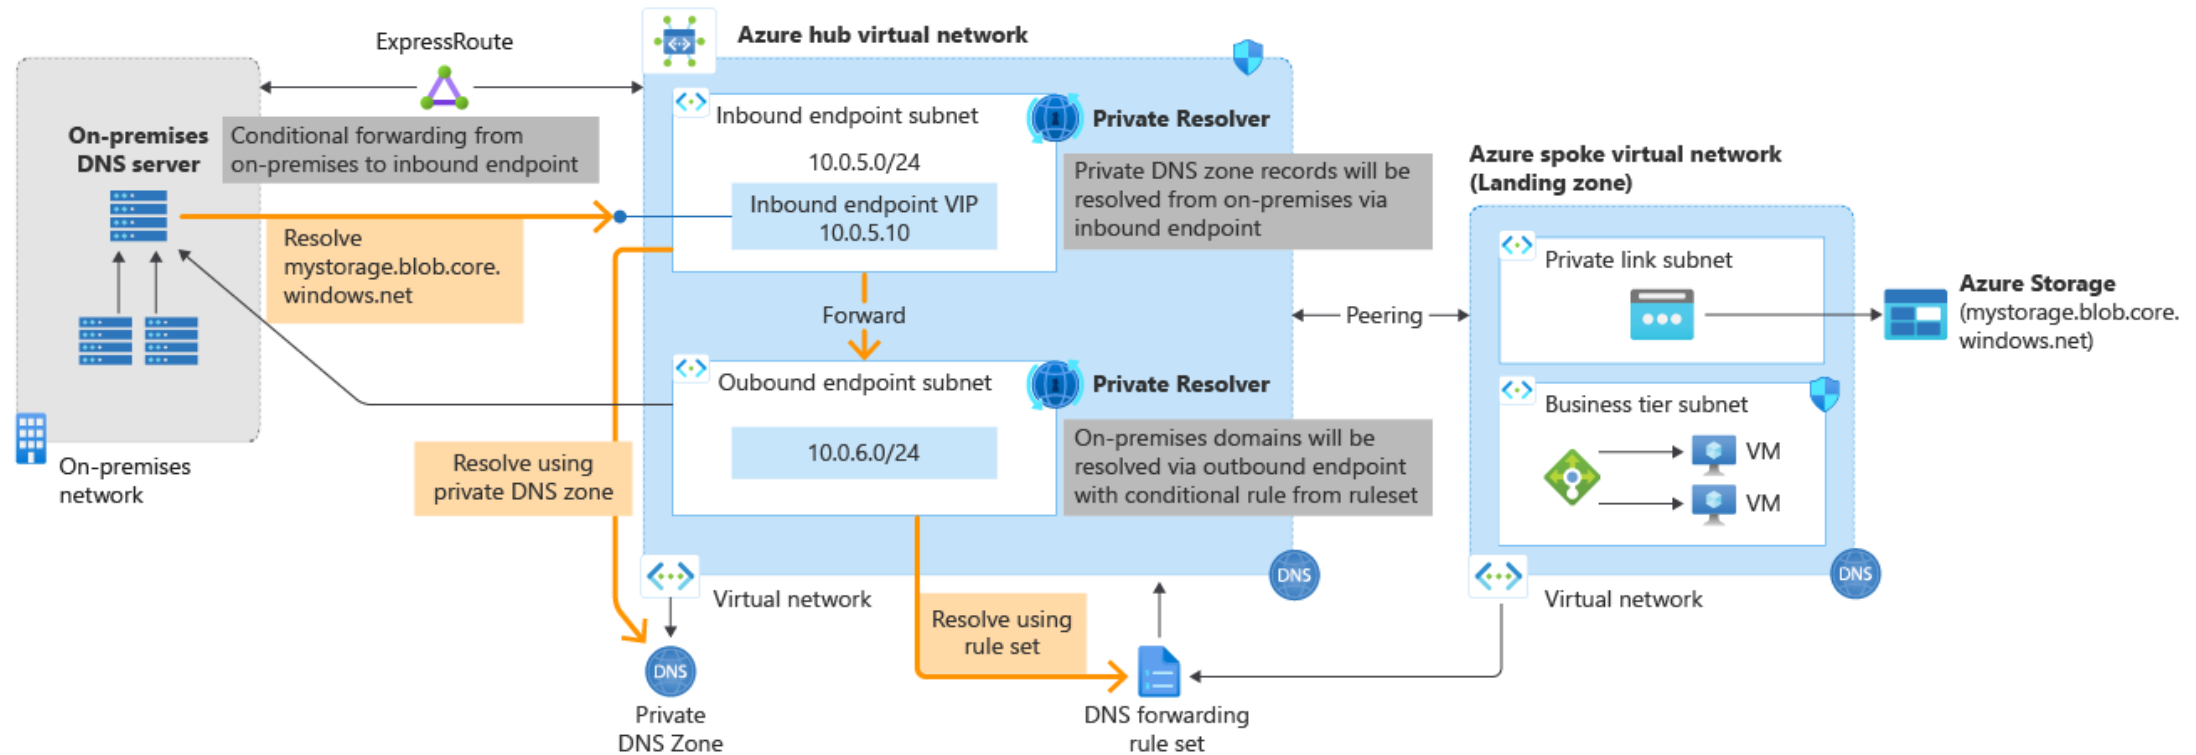 ExpressRoute
Azure hub virtual network
On-premises
DNS server
Conditional forwarding from
on-premises to inbound endpoint
Inbound endpoint subnet
10.0.5.0/24
Inbound endpoint VIP
10.0.5.10
Private Resolver
Private DNS zone records will be
resolved from on-premises via
inbound endpoint
Azure spoke virtual network
(Landing zone)
Resolve
mystorage.blob.core.
windows.net
Forward
Peering
Private link subnet
Azure Storage
(mystorage.blob.core.
windows.net)
Oubound endpoint subnet
10.0.6.0/24
Private Resolver
On-premises domains will be
resolved via outbound endpoint
with conditional rule from ruleset
Business tier subnet
VM
VM
On-premises
network
Resolve using
private DNS zone
Virtual network
DNS
Virtual network
DNS
Resolve using
rule set
DNS
Private
DNS Zone
DNS forwarding
rule set